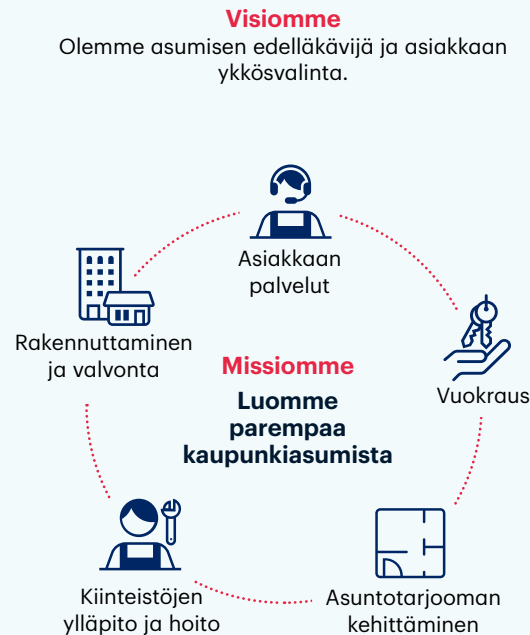 Visiomme
Olemme asumisen edelläkävijä ja asiakkaan
ykkösvalinta.
Asiakkaan
palvelut
Rakennuttaminen
ja valvonta
Missiomme
Luomme
parempaa
kaupunkiasumista
Vuokraus
Kiinteistöjen
ylläpito ja hoito
Asuntotarjooman
kehittäminen